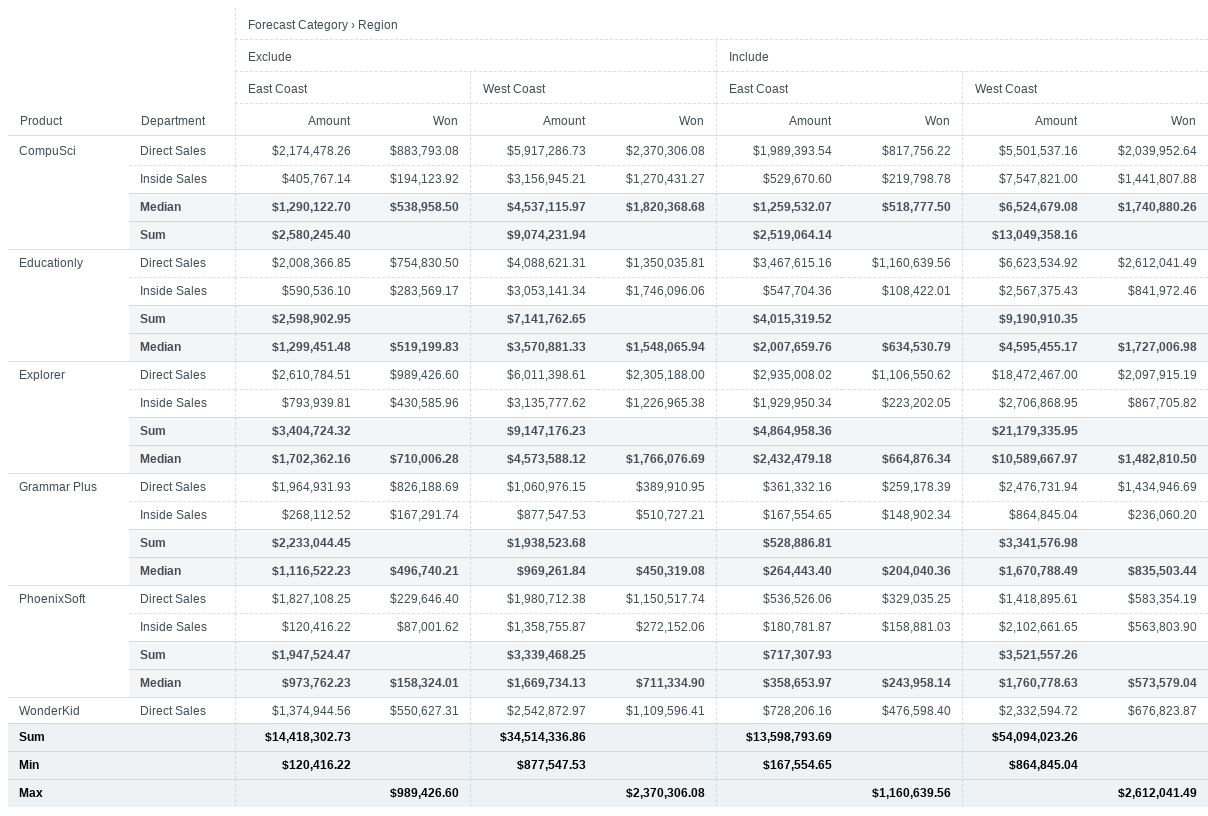 Forecast Category › Region
Exclude Include
East Coast West Coast East Coast West Coast
Product Department Amount Won Amount Won Amount Won Amount Won
CompuSci Direct Sales $2,174,478.26 $883,793.08 $5,917,286.73 $2,370,306.08 $1,989,393.54 $817,756.22 $5,501,537.16 $2,039,952.64
Inside Sales $405,767.14 $194,123.92 $3,156,945.21 $1,270,431.27 $529,670.60 $219,798.78 $7,547,821.00 $1,441,807.88
Median $1,290,122.70 $538,958.50 $4,537,115.97 $1,820,368.68 $1,259,532.07 $518,777.50 $6,524,679.08 $1,740,880.26
Sum $2,580,245.40 $9,074,231.94 $2,519,064.14 $13,049,358.16
Educationly Direct Sales $2,008,366.85 $754,830.50 $4,088,621.31 $1,350,035.81 $3,467,615.16 $1,160,639.56 $6,623,534.92 $2,612,041.49
Inside Sales $590,536.10 $283,569.17 $3,053,141.34 $1,746,096.06 $547,704.36 $108,422.01 $2,567,375.43 $841,972.46
Sum $2,598,902.95 $7,141,762.65 $4,015,319.52 $9,190,910.35
Median $1,299,451.48 $519,199.83 $3,570,881.33 $1,548,065.94 $2,007,659.76 $634,530.79 $4,595,455.17 $1,727,006.98
Explorer Direct Sales $2,610,784.51 $989,426.60 $6,011,398.61 $2,305,188.00 $2,935,008.02 $1,106,550.62 $18,472,467.00 $2,097,915.19
Inside Sales $793,939.81 $430,585.96 $3,135,777.62 $1,226,965.38 $1,929,950.34 $223,202.05 $2,706,868.95 $867,705.82
Sum $3,404,724.32 $9,147,176.23 $4,864,958.36 $21,179,335.95
Median $1,702,362.16 $710,006.28 $4,573,588.12 $1,766,076.69 $2,432,479.18 $664,876.34 $10,589,667.97 $1,482,810.50
Grammar Plus Direct Sales $1,964,931.93 $826,188.69 $1,060,976.15 $389,910.95 $361,332.16 $259,178.39 $2,476,731.94 $1,434,946.69
Inside Sales $268,112.52 $167,291.74 $877,547.53 $510,727.21 $167,554.65 $148,902.34 $864,845.04 $236,060.20
Sum $2,233,044.45 $1,938,523.68 $528,886.81 $3,341,576.98
Median $1,116,522.23 $496,740.21 $969,261.84 $450,319.08 $264,443.40 $204,040.36 $1,670,788.49 $835,503.44
PhoenixSoft Direct Sales $1,827,108.25 $229,646.40 $1,980,712.38 $1,150,517.74 $536,526.06 $329,035.25 $1,418,895.61 $583,354.19
Inside Sales $120,416.22 $87,001.62 $1,358,755.87 $272,152.06 $180,781.87 $158,881.03 $2,102,661.65 $563,803.90
Sum $1,947,524.47 $3,339,468.25 $717,307.93 $3,521,557.26
Median $973,762.23 $158,324.01 $1,669,734.13 $711,334.90 $358,653.97 $243,958.14 $1,760,778.63 $573,579.04
WonderKid Direct Sales $1,374,944.56 $550,627.31 $2,542,872.97 $1,109,596.41 $728,206.16 $476,598.40 $2,332,594.72 $676,823.87
Sum $14,418,302.73 $34,514,336.86 $13,598,793.69 $54,094,023.26
Min $120,416.22 $877,547.53 $167,554.65 $864,845.04
Max $989,426.60 $2,370,306.08 $1,160,639.56 $2,612,041.49